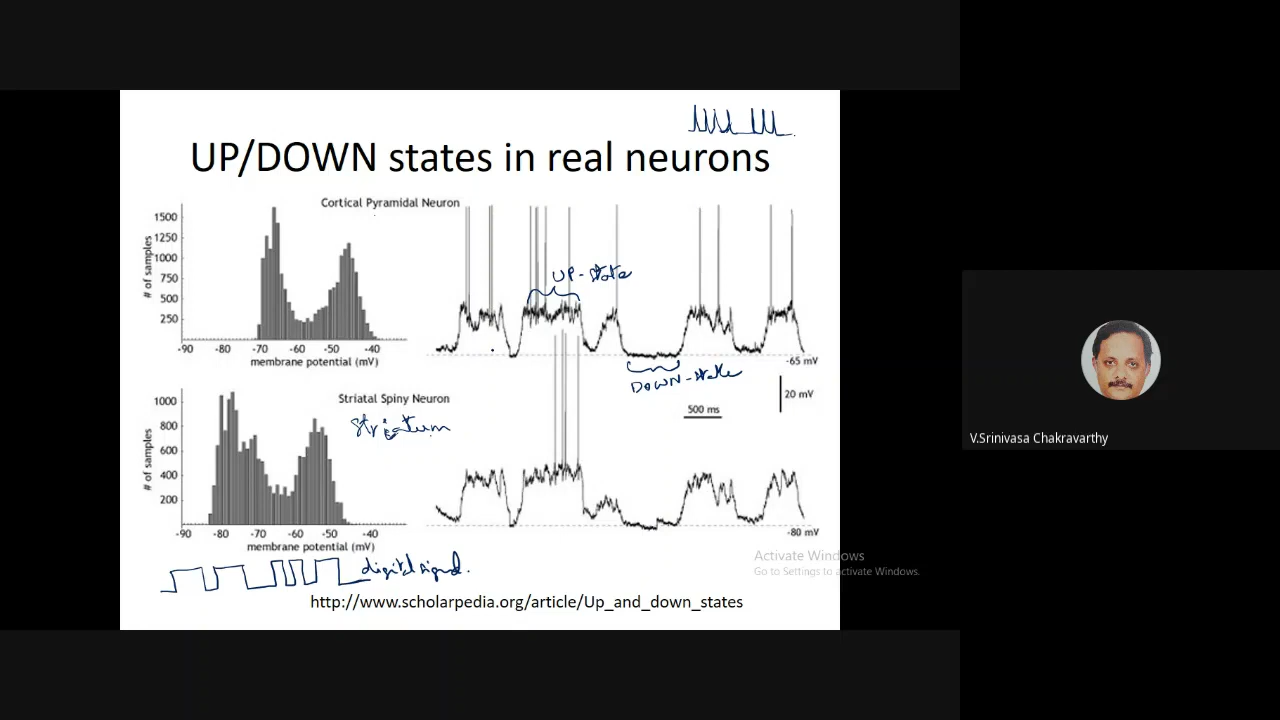 UP/DOWN states in real neurons
Cortical Pyramidal Neuron
# of samples
1500
1250
1000
750
500
250
-90 -80 -70 -60 -50 -40
membrane potential (mV)
UP-state
DOWN-state
-65 mV
20 mV
500 ms
Striatal Spiny Neuron
Striatum
# of samples
1000
800
600
400
200
-90 -80 -70 -60 -50 -40
membrane potential (mV)
-80 mV
digital signal.
http://www.scholarpedia.org/article/Up_and_down_states
Activate Windows
Go to Settings to activate Windows.
V.Srinivasa Chakravarthy